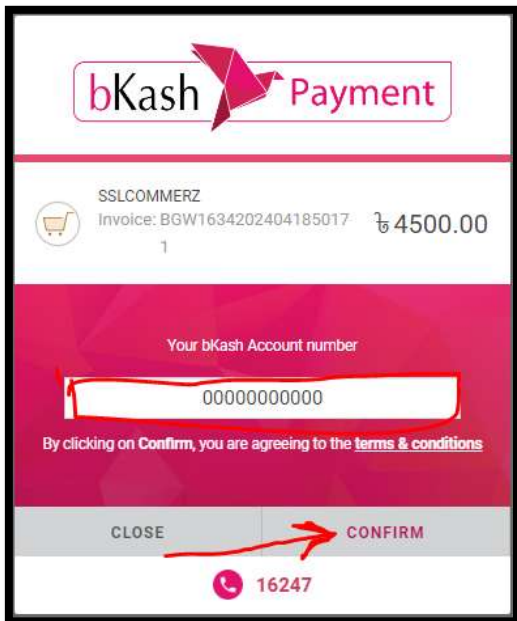 bKash Payment
SSLCOMMERZ
Invoice: BGW1634202404185017
1
৳ 4500.00
Your bKash Account number
00000000000
By clicking on Confirm, you are agreeing to the terms & conditions
CLOSE
CONFIRM
16247